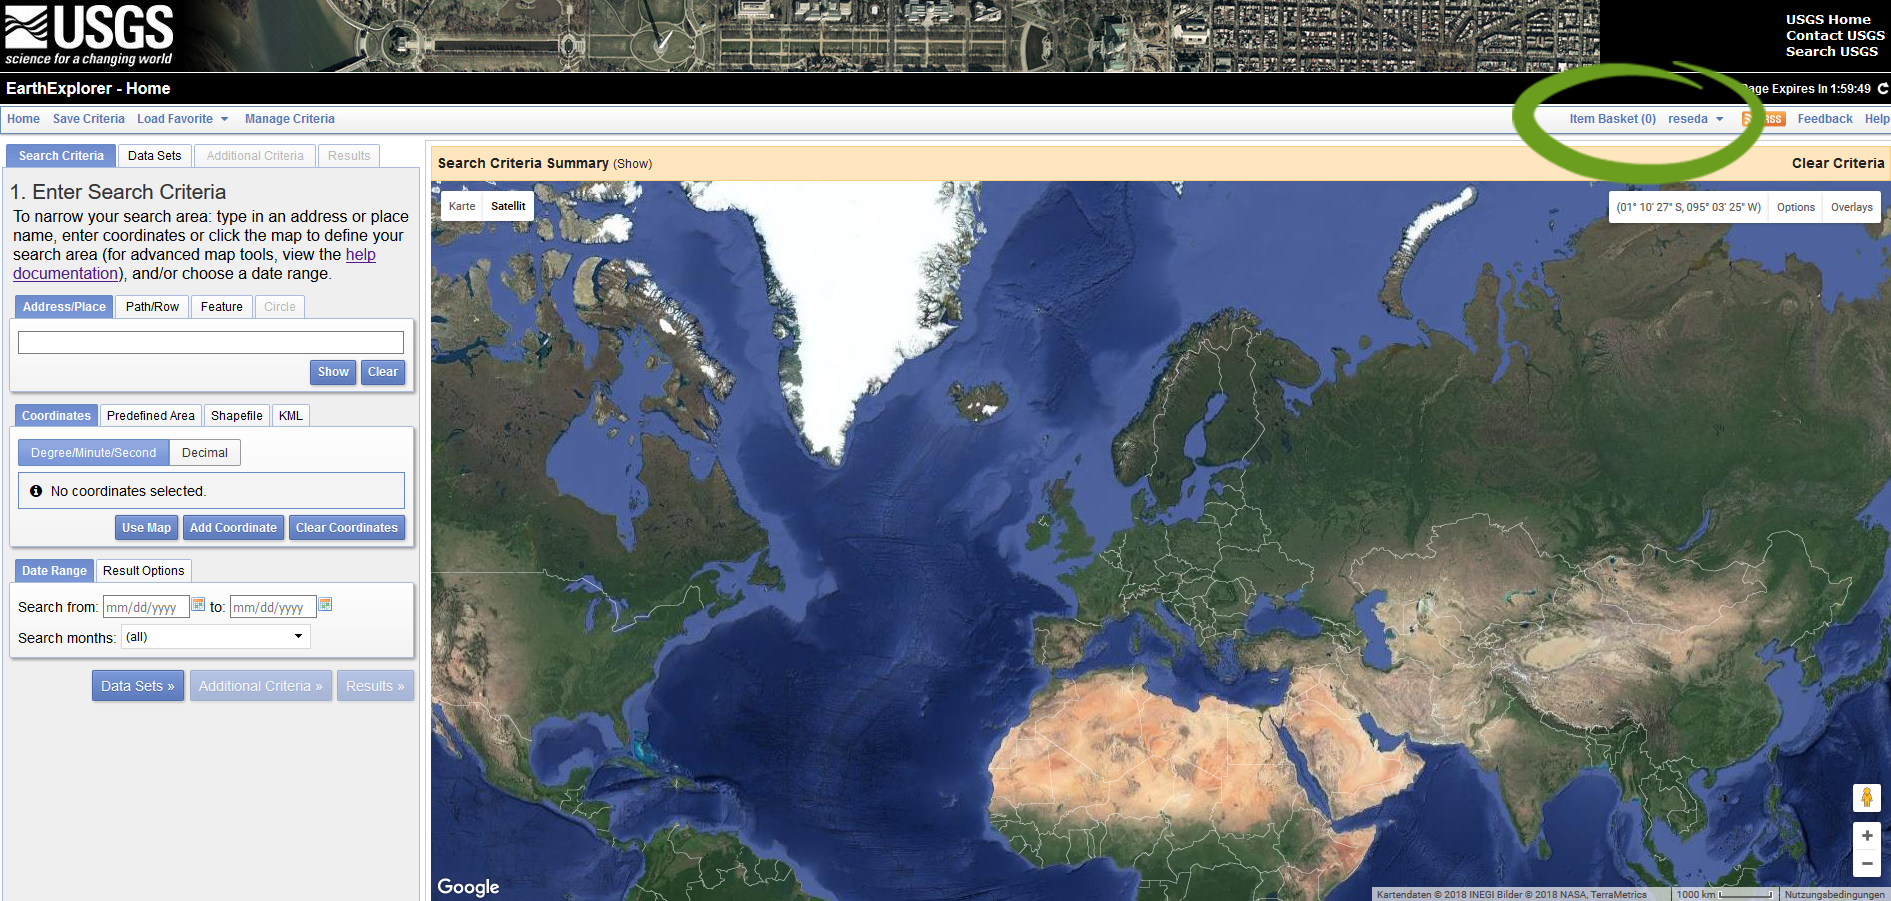 USGS
science for a changing world
USGS Home
Contact USGS
Search USGS
EarthExplorer - Home
age Expires In 1:59:49
Home Save Criteria Load Favorite Manage Criteria
Item Basket (0) reseda RSS Feedback Help
Search Criteria Data Sets Additional Criteria Results
1. Enter Search Criteria
To narrow your search area: type in an address or place
name, enter coordinates or click the map to define your
search area (for advanced map tools, view the help
documentation), and/or choose a date range.
Address/Place Path/Row Feature Circle
Show Clear
Coordinates Predefined Area Shapefile KML
Degree/Minute/Second Decimal
No coordinates selected.
Use Map Add Coordinate Clear Coordinates
Date Range Result Options
Search from: mm/dd/yyyy to: mm/dd/yyyy
Search months: (all)
Data Sets » Additional Criteria » Results »
Search Criteria Summary (Show)
Clear Criteria
Karte Satellit
(01° 10' 27" S, 095° 03' 25" W) Options Overlays
Google
Kartendaten © 2018 INEGI Bilder © 2018 NASA, TerraMetrics 1000 km Nutzungsbedingungen